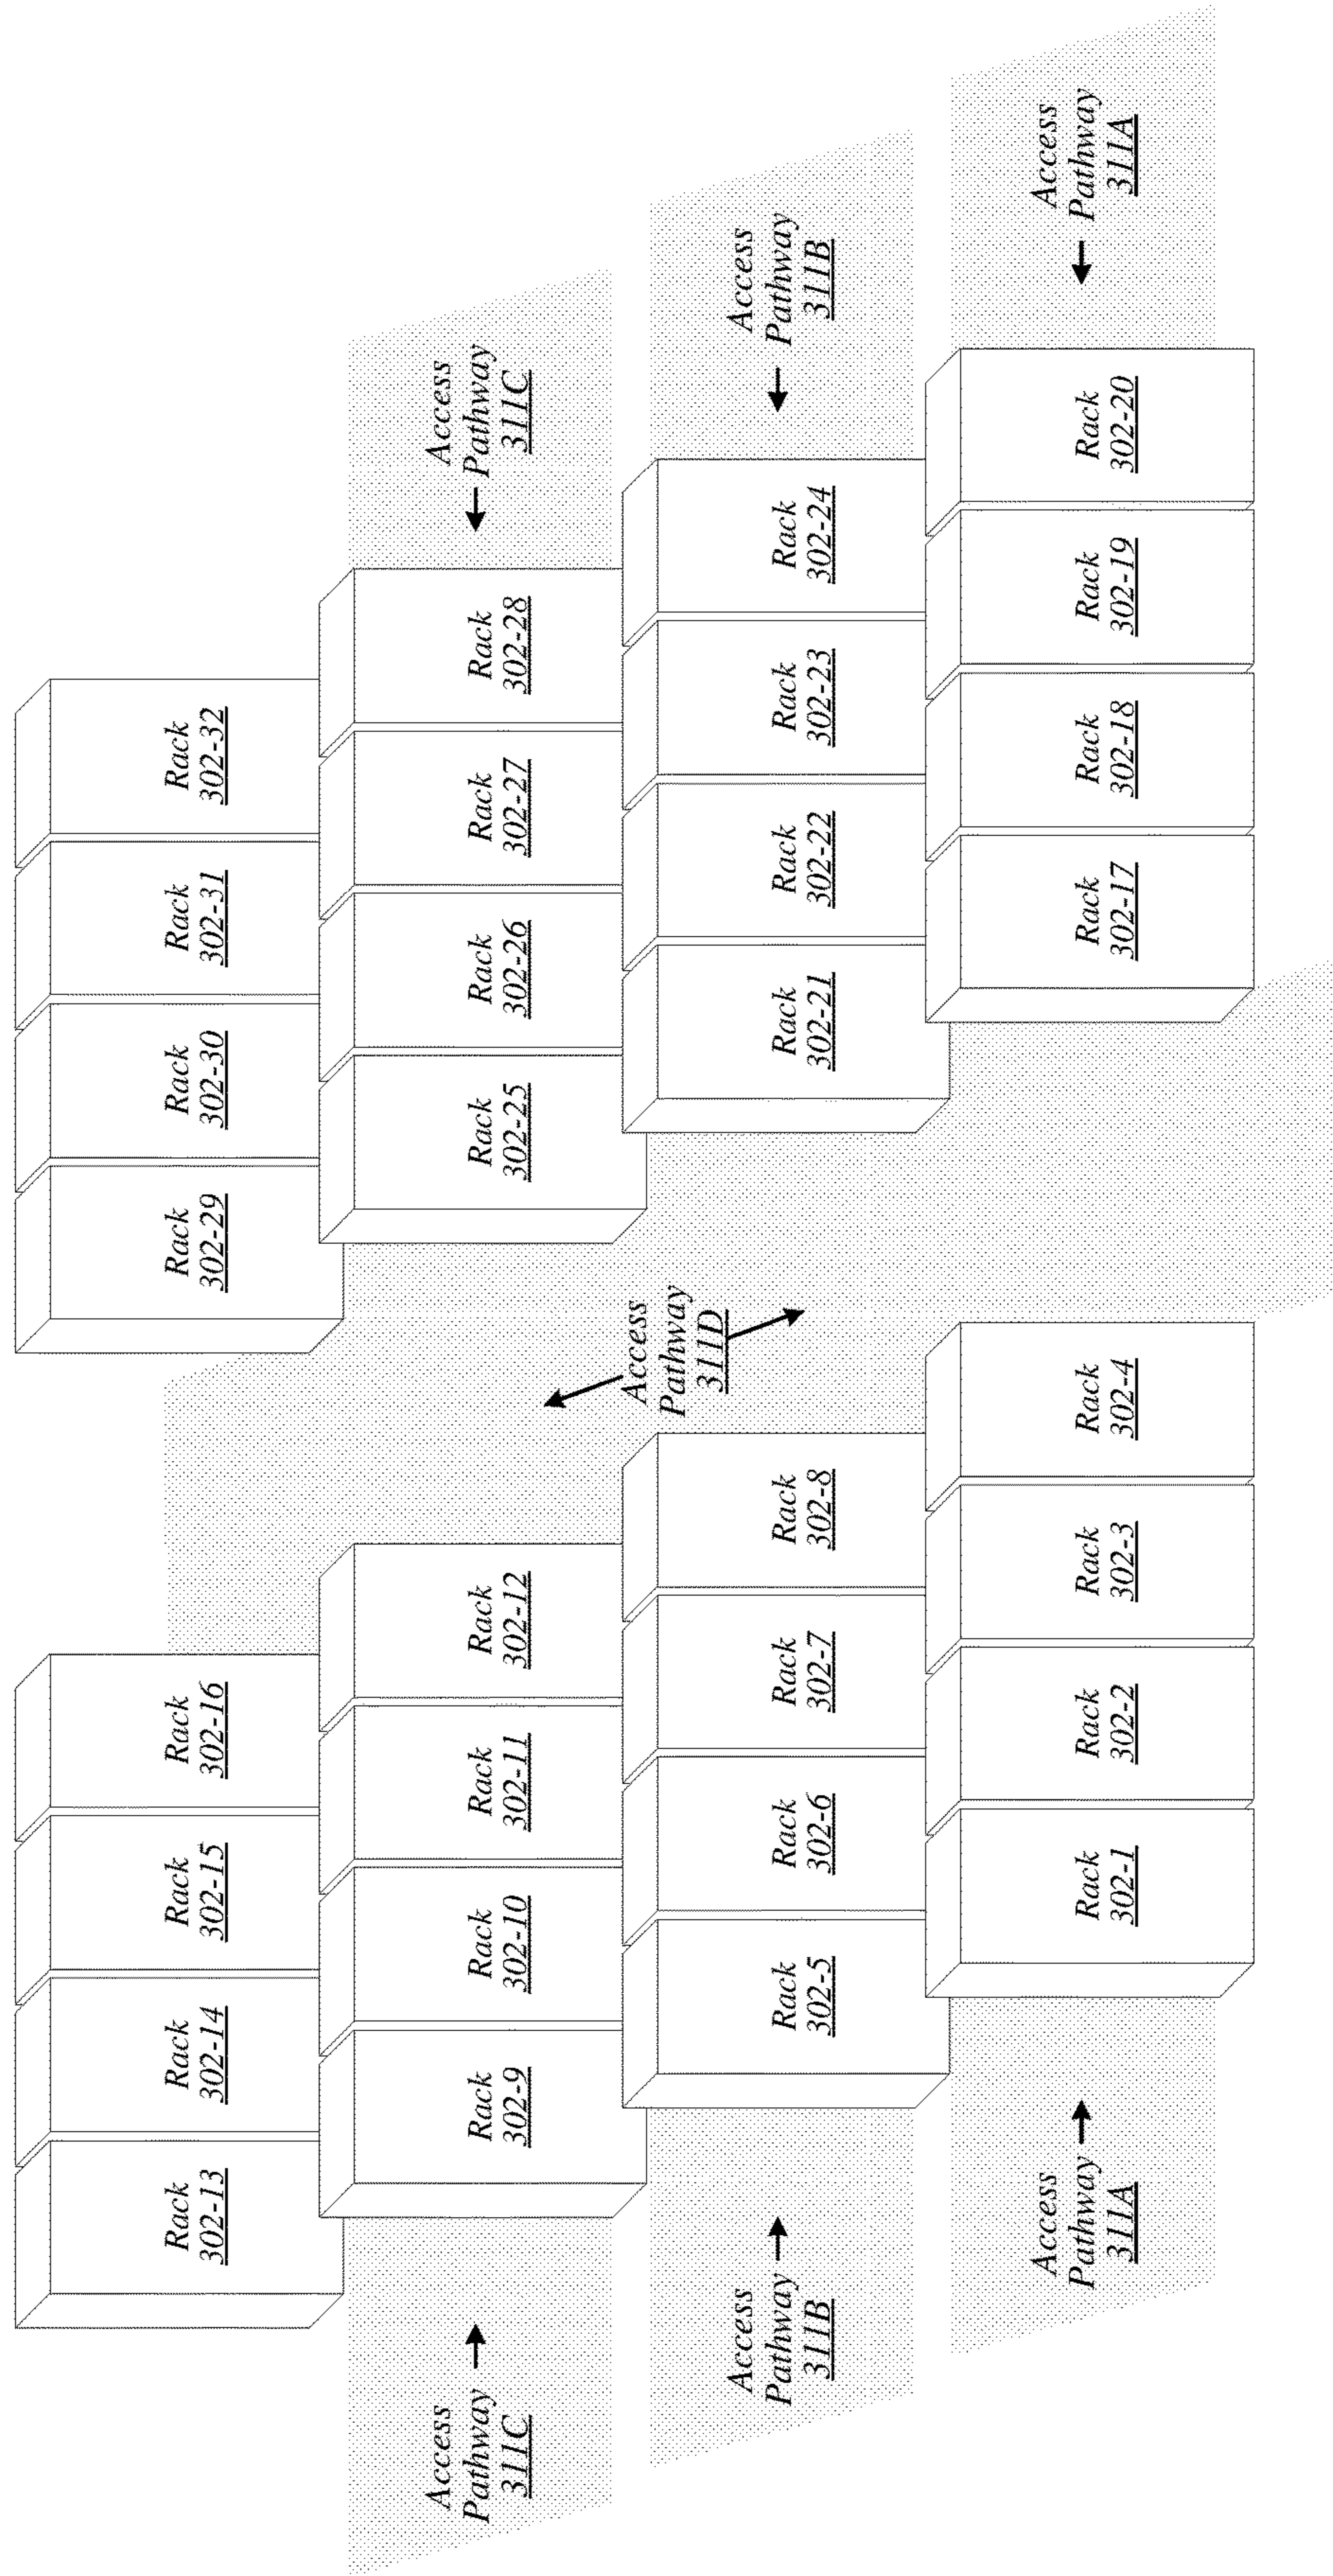 Rack
302-13
Rack
302-14
Rack
302-15
Rack
302-16
Rack
302-29
Rack
302-30
Rack
302-31
Rack
302-32
Access
Pathway
311C
Rack
302-9
Rack
302-10
Rack
302-11
Rack
302-12
Rack
302-25
Rack
302-26
Rack
302-27
Rack
302-28
Access
Pathway
311C
Access
Pathway
311D
Access
Pathway
311B
Rack
302-5
Rack
302-6
Rack
302-7
Rack
302-8
Rack
302-21
Rack
302-22
Rack
302-23
Rack
302-24
Access
Pathway
311B
Access
Pathway
311A
Rack
302-1
Rack
302-2
Rack
302-3
Rack
302-4
Rack
302-17
Rack
302-18
Rack
302-19
Rack
302-20
Access
Pathway
311A